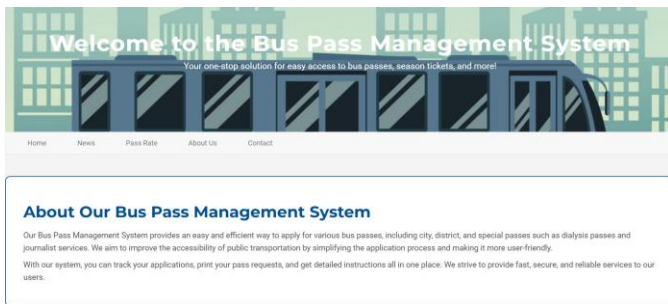 Welcome to the Bus Pass Management System
Your one-stop solution for easy access to bus passes, season tickets, and more!
Home News Pass Rate About Us Contact
About Our Bus Pass Management System
Our Bus Pass Management System provides an easy and efficient way to apply for various bus passes, including city, district, and special passes such as dialysis passes and
journalist services. We aim to improve the accessibility of public transportation by simplifying the application process and making it more user-friendly.
With our system, you can track your applications, print your pass requests, and get detailed instructions all in one place. We strive to provide fast, secure, and reliable services to our
users.